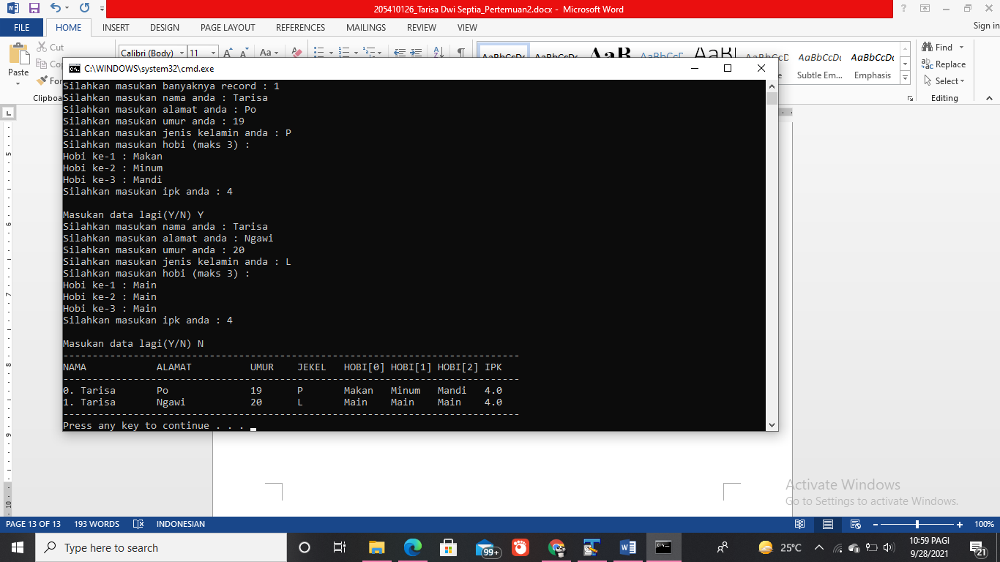 205410126_Tarisa Dwi Septia_Pertemuan2.docx - Microsoft Word
FILE HOME INSERT DESIGN PAGE LAYOUT REFERENCES MAILINGS REVIEW VIEW Sign in
Paste
Cut
Calibri (Body) 11
Aa
AaBbCcDc AaBbCcDc
Subtle Em... Emphasis
Find
Replace
Select
Editing
C:\WINDOWS\system32\cmd.exe
Silahkan masukan banyaknya record : 1
Silahkan masukan nama anda : Tarisa
Silahkan masukan alamat anda : Po
Silahkan masukan umur anda : 19
Silahkan masukan jenis kelamin anda : P
Silahkan masukan hobi (maks 3) :
Hobi ke-1 : Makan
Hobi ke-2 : Minum
Hobi ke-3 : Mandi
Silahkan masukan ipk anda : 4
Masukan data lagi(Y/N) Y
Silahkan masukan nama anda : Tarisa
Silahkan masukan alamat anda : Ngawi
Silahkan masukan umur anda : 20
Silahkan masukan jenis kelamin anda : L
Silahkan masukan hobi (maks 3) :
Hobi ke-1 : Main
Hobi ke-2 : Main
Hobi ke-3 : Main
Silahkan masukan ipk anda : 4
Masukan data lagi(Y/N) N
------------------------------------------------------------------------------
NAMA ALAMAT UMUR JEKEL HOBI[0] HOBI[1] HOBI[2] IPK
------------------------------------------------------------------------------
0. Tarisa Po 19 P Makan Minum Mandi 4.0
1. Tarisa Ngawi 20 L Main Main Main 4.0
------------------------------------------------------------------------------
Press any key to continue . . .
Activate Windows
Go to Settings to activate Windows.
PAGE 13 OF 13 193 WORDS INDONESIAN 100%
Type here to search
99+
25°C
10:59 PAGI
9/28/2021
21